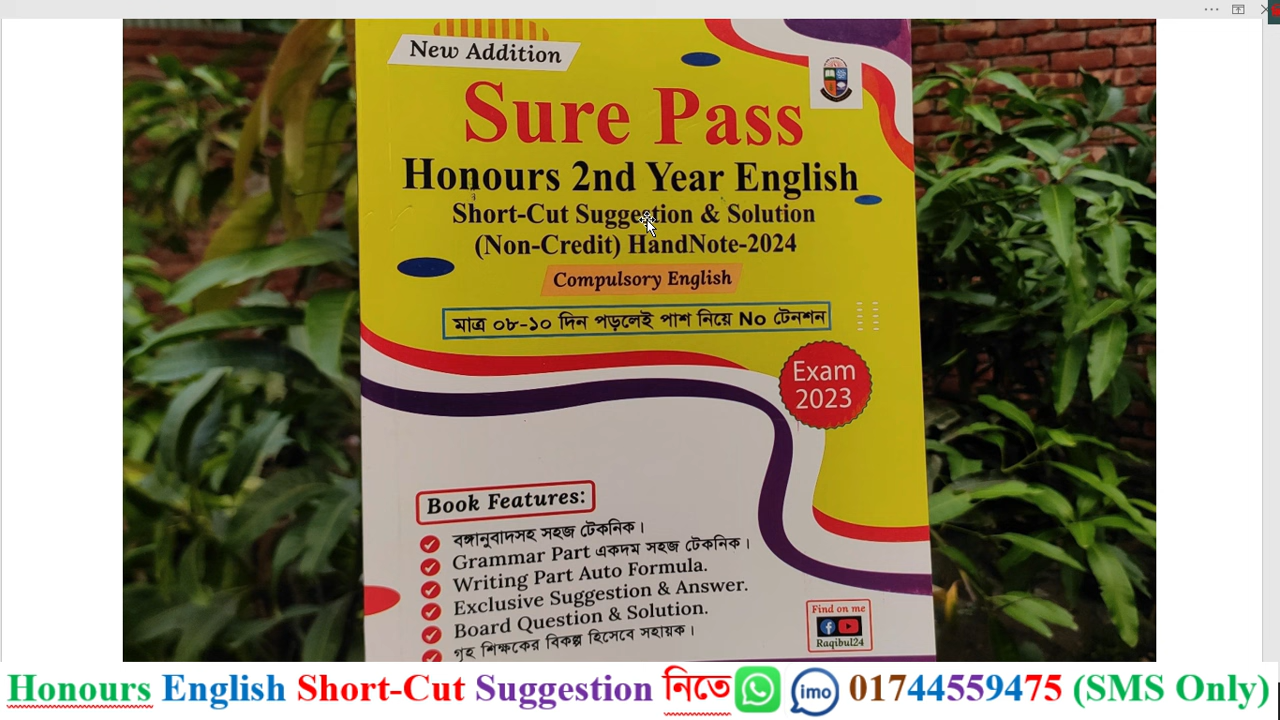 New Addition
Sure Pass
Honours 2nd Year English
Short-Cut Suggestion & Solution
(Non-Credit) HandNote-2024
Compulsory English
মাত্র ০৮-১০ দিন পড়লেই পাশ নিয়ে No টেনশন
Exam
2023
Book Features:
বঙ্গানুবাদসহ সহজ টেকনিক।
Grammar Part একদম সহজ টেকনিক।
Writing Part Auto Formula.
Exclusive Suggestion & Answer.
Board Question & Solution.
গৃহ শিক্ষকের বিকল্প হিসেবে সহায়ক।
Find on me
Raqibul24
Honours English Short-Cut Suggestion নিতে imo 01744559475 (SMS Only)